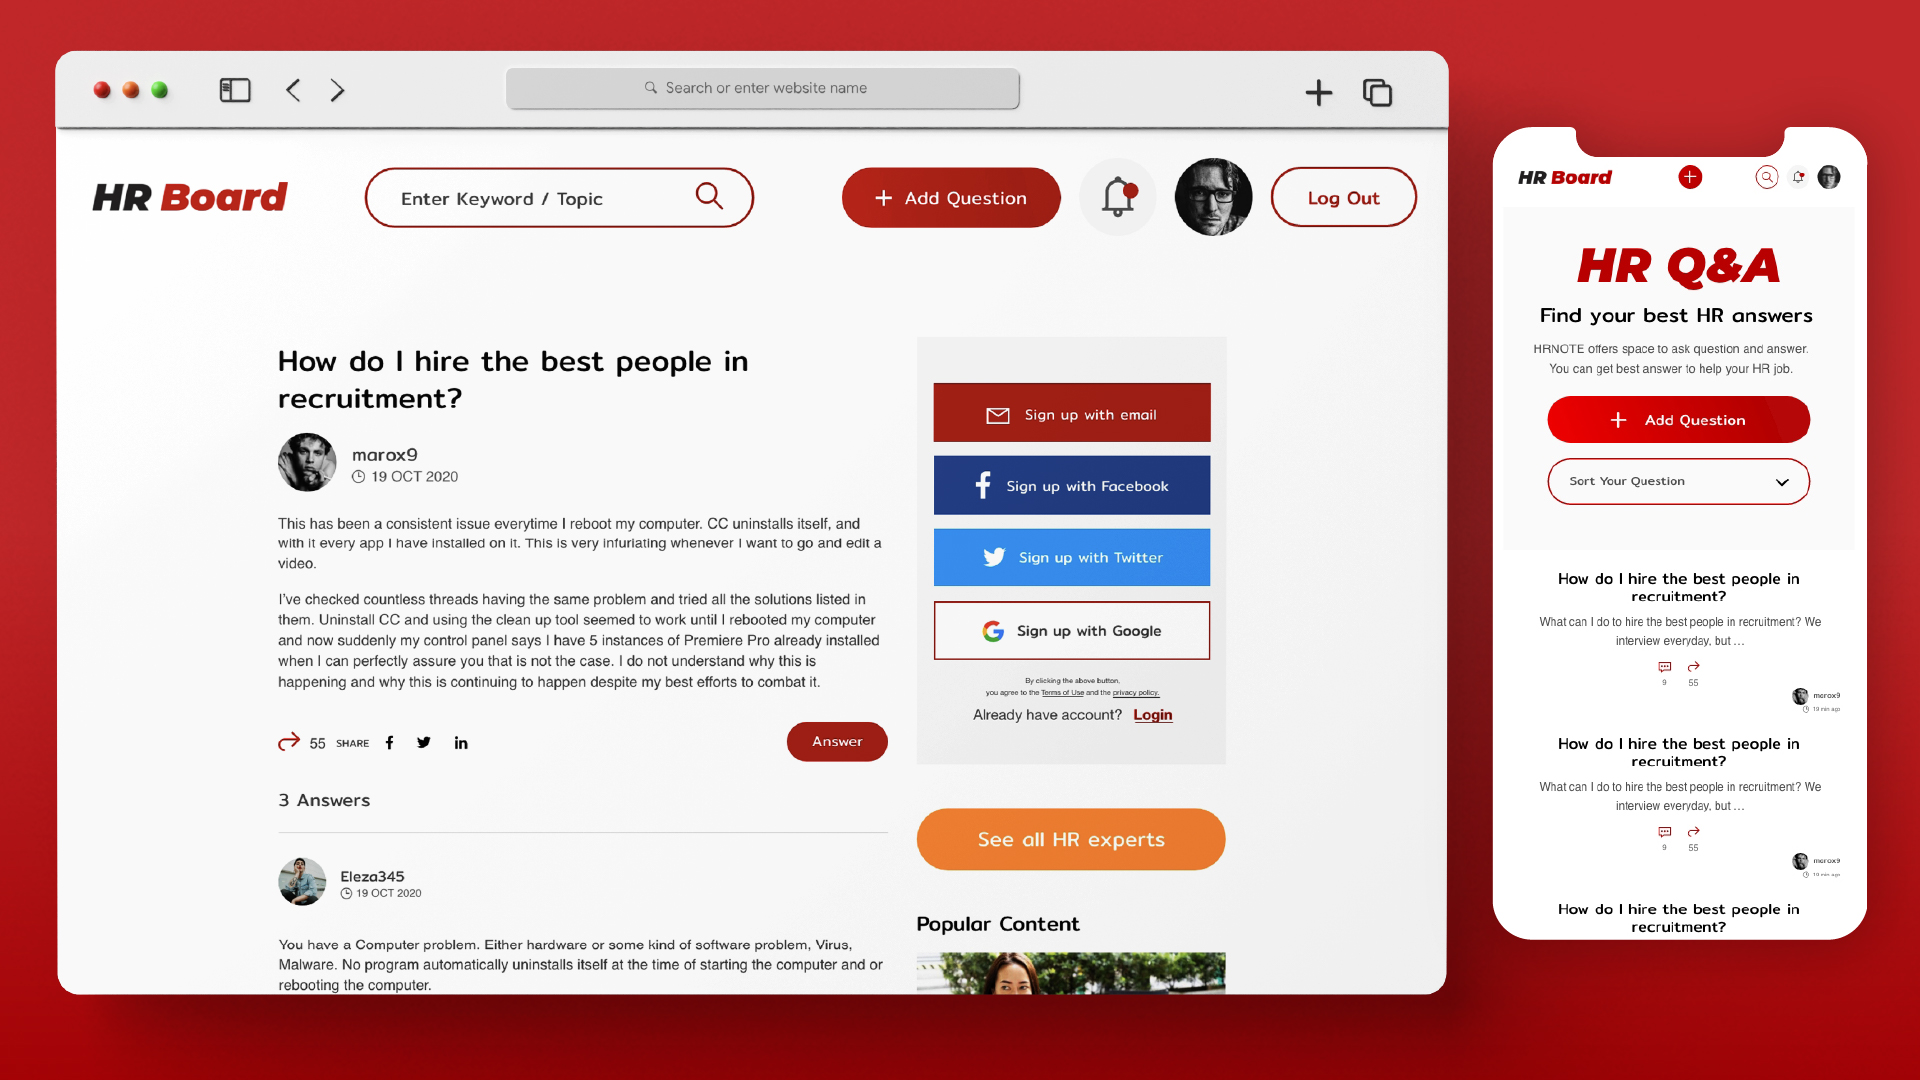 Search or enter website name
HR Board
Enter Keyword / Topic
+ Add Question
Log Out
How do I hire the best people in
recruitment?
marox9
19 OCT 2020
This has been a consistent issue everytime I reboot my computer. CC uninstalls itself, and
with it every app I have installed on it. This is very infuriating whenever I want to go and edit a
video.
I've checked countless threads having the same problem and tried all the solutions listed in
them. Uninstall CC and using the clean up tool seemed to work until I rebooted my computer
and now suddenly my control panel says I have 5 instances of Premiere Pro already installed
when I can perfectly assure you that is not the case. I do not understand why this is
happening and why this is continuing to happen despite my best efforts to combat it.
55 SHARE
Answer
3 Answers
Eleza345
19 OCT 2020
You have a Computer problem. Either hardware or some kind of software problem, Virus,
Malware. No program automatically uninstalls itself at the time of starting the computer and or
rebooting the computer.
Sign up with email
Sign up with Facebook
Sign up with Twitter
Sign up with Google
By clicking the above button,
you agree to the Terms of Use and the privacy policy.
Already have account? Login
See all HR experts
Popular Content
HR Board
HR Q&A
Find your best HR answers
HRNOTE offers space to ask question and answer.
You can get best answer to help your HR job.
+ Add Question
Sort Your Question
How do I hire the best people in
recruitment?
What can I do to hire the best people in recruitment? We
interview everyday, but ...
9 55
marox9
19 min ago
How do I hire the best people in
recruitment?
What can I do to hire the best people in recruitment? We
interview everyday, but ...
9 55
marox9
19 min ago
How do I hire the best people in
recruitment?